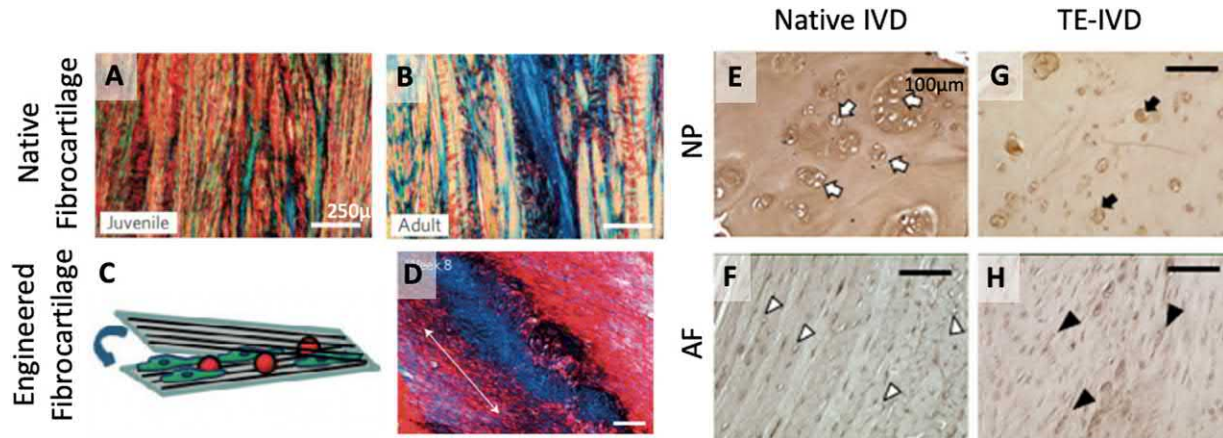 Native IVD
TE-IVD
Native
Fibrocartilage
A
Juvenile
250μ
B
Adult
E
100μm
G
NP
Engineered
Fibrocartilage
C
D
Week 8
F
H
AF